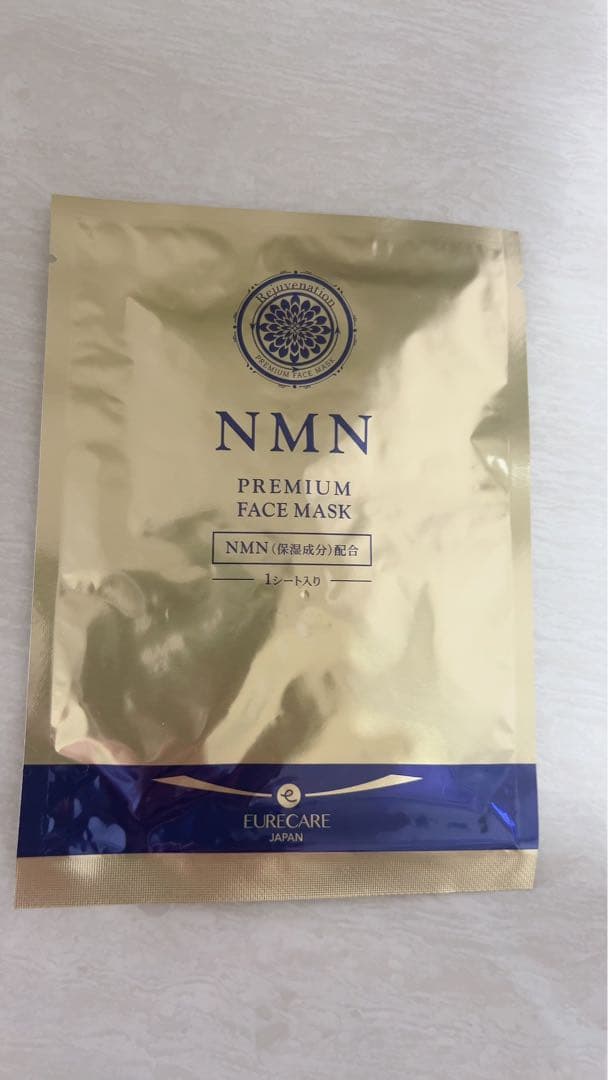 Rejuvenation
PREMIUM FACE MASK
NMN
PREMIUM
FACE MASK
NMN(保湿成分)配合
1シート入り
e
EURECARE
JAPAN